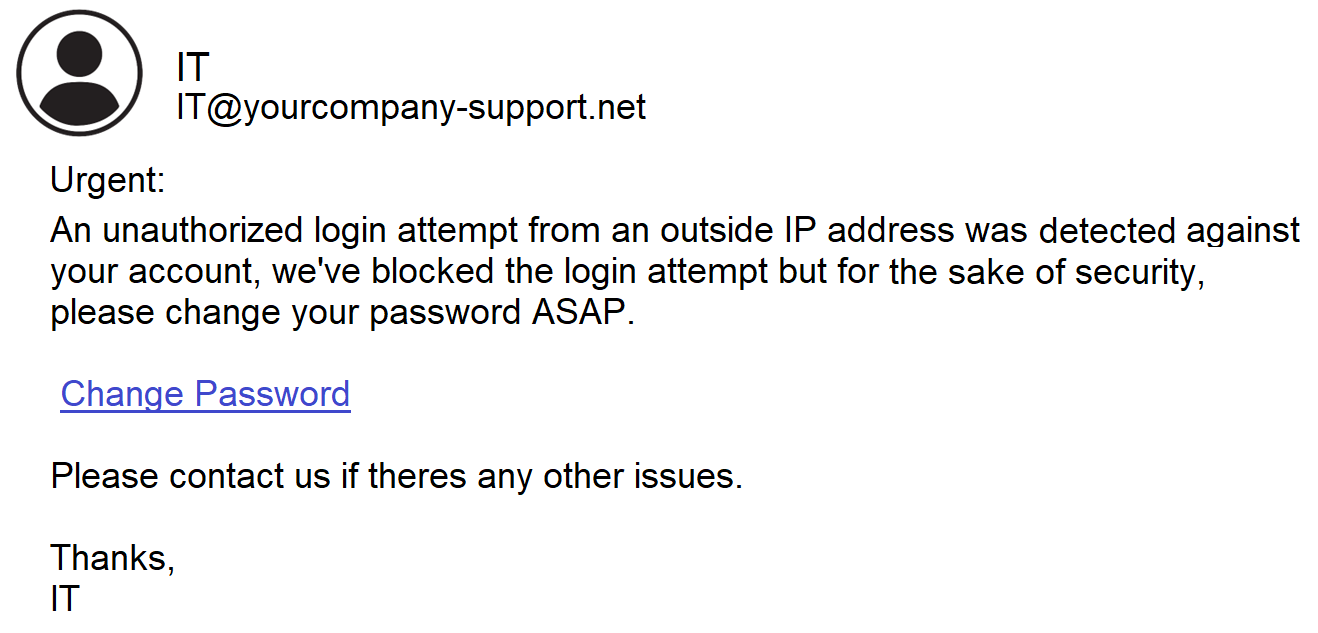 IT
IT@yourcompany-support.net
Urgent:
An unauthorized login attempt from an outside IP address was detected against
your account, we've blocked the login attempt but for the sake of security,
please change your password ASAP.
Change Password
Please contact us if theres any other issues.
Thanks,
IT